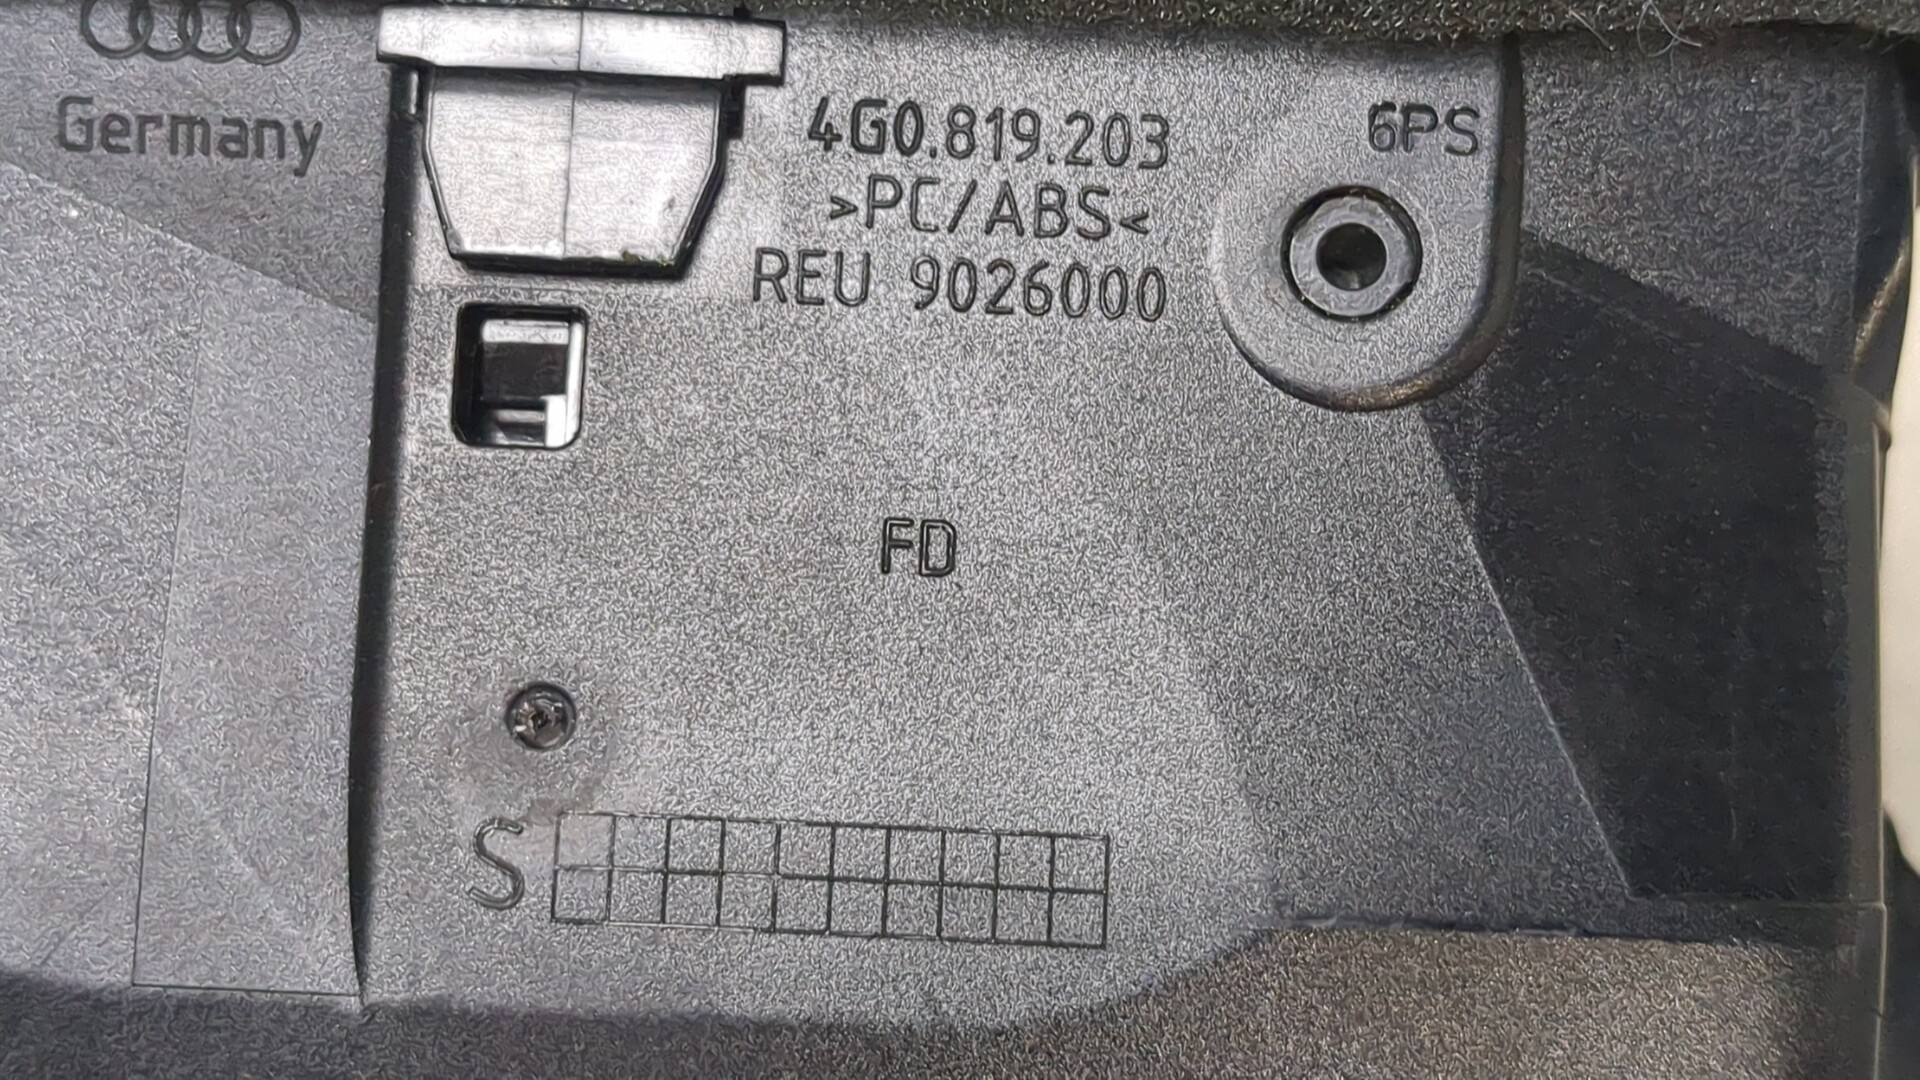 Germany
4G0.819.203
>PC/ABS<
REU 9026000
6PS
FD
S